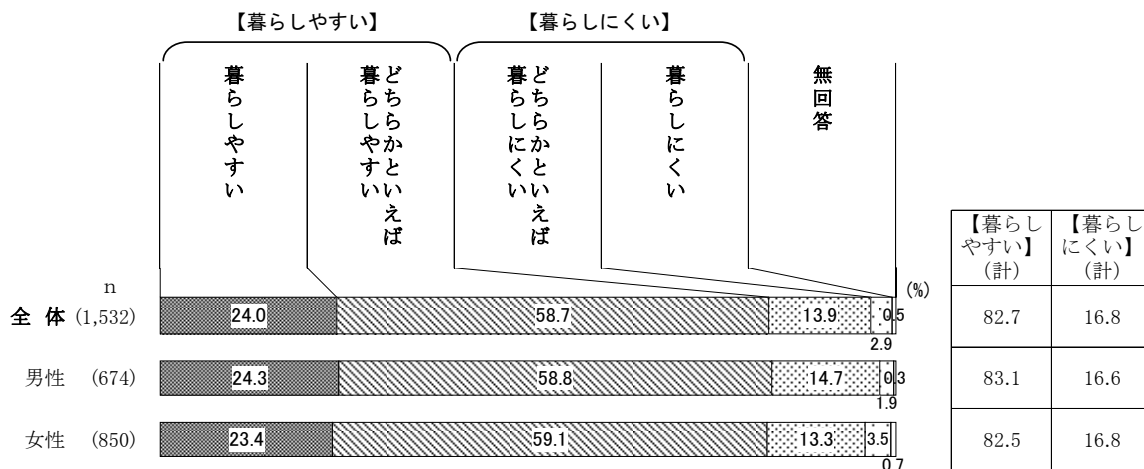 【暮らしやすい】
【暮らしにくい】
暮らしやすい
どちらかといえば
暮らしやすい
どちらかといえば
暮らしにくい
暮らしにくい
無回答
【暮らし
やすい】
(計)
【暮らし
にくい】
(計)
n
(%)
全 体 (1,532)
24.0
58.7
13.9
2.9
0.5
82.7
16.8
男性 (674)
24.3
58.8
14.7
1.9
0.3
83.1
16.6
女性 (850)
23.4
59.1
13.3
3.5
0.7
82.5
16.8